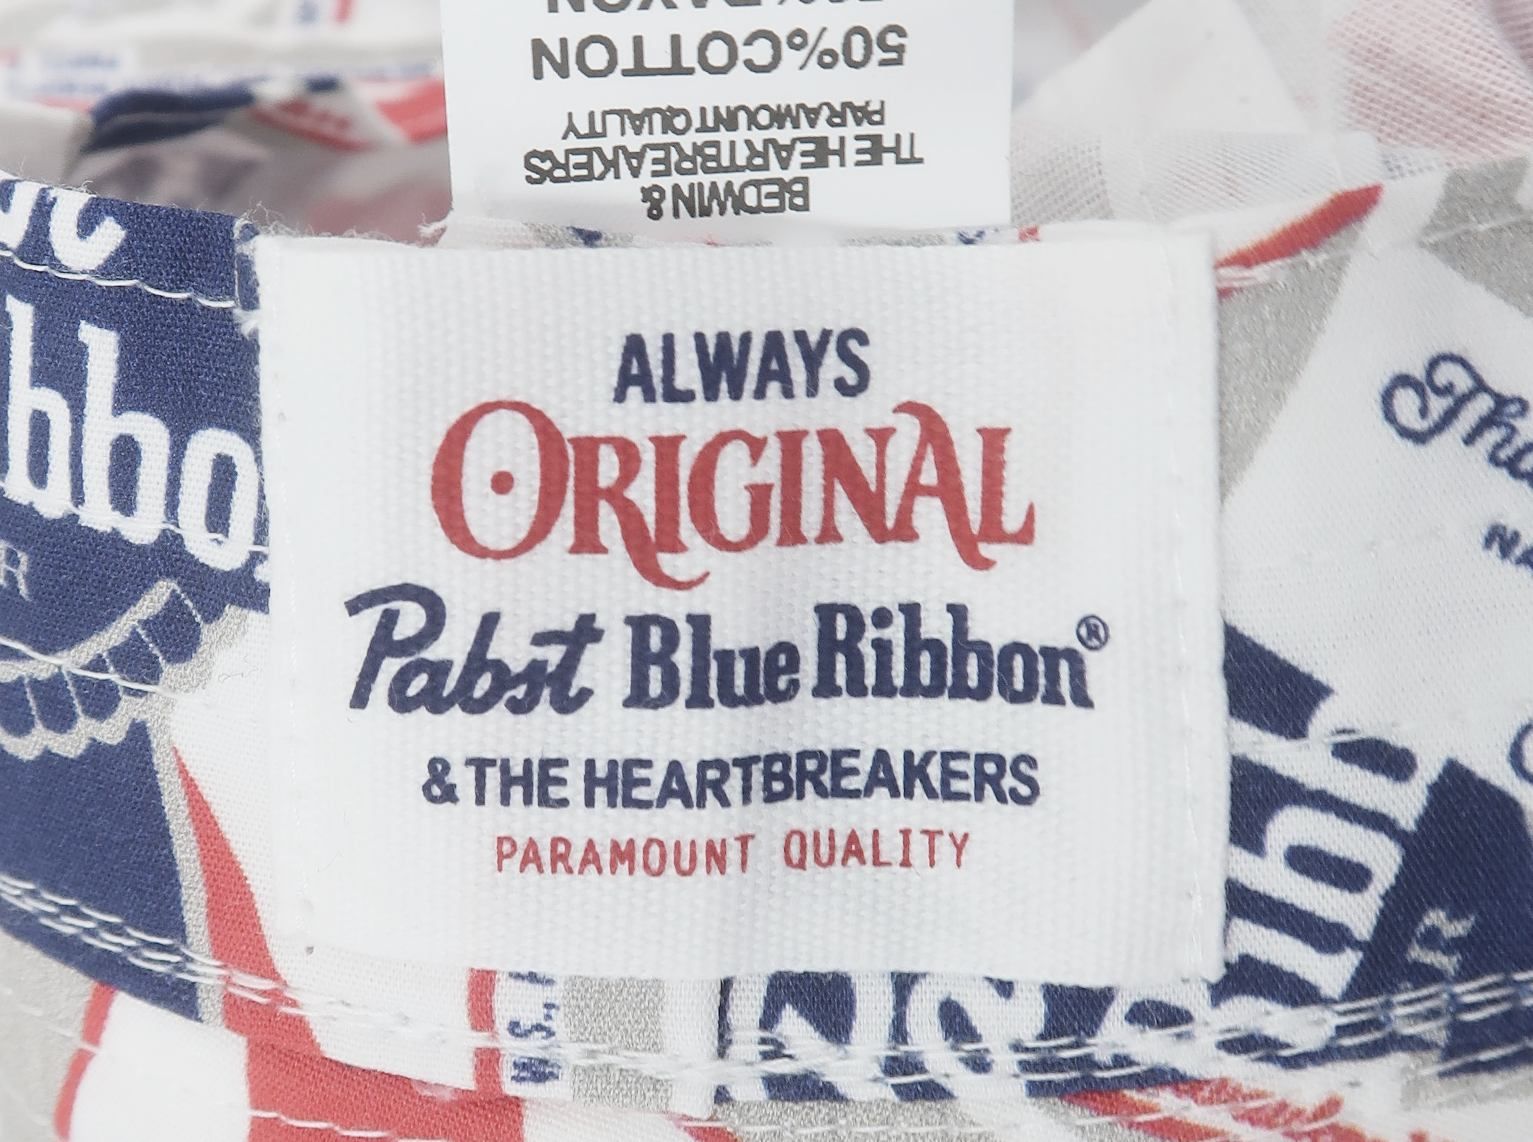 BEDWIN &
THE HEARTBREAKERS
PARAMOUNT QUALITY
50%COTTON
ALWAYS
ORIGINAL
Pabst Blue Ribbon®
& THE HEARTBREAKERS
PARAMOUNT QUALITY